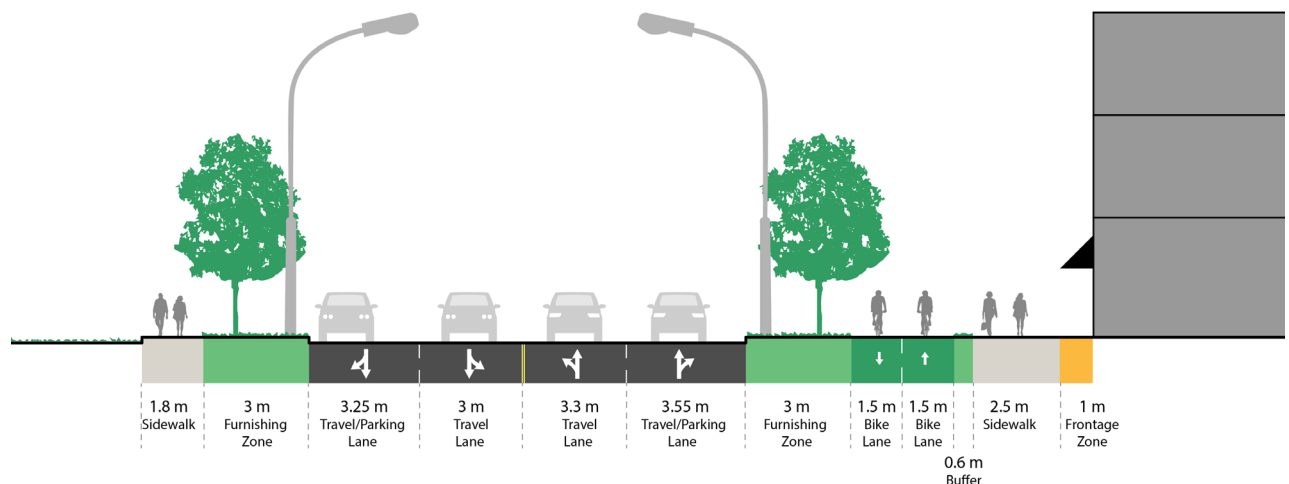 1.8 m
Sidewalk
3 m
Furnishing
Zone
3.25 m
Travel/Parking
Lane
3 m
Travel
Lane
3.3 m
Travel
Lane
3.55 m
Travel/Parking
Lane
3 m
Furnishing
Zone
1.5 m
Bike
Lane
1.5 m
Bike
Lane
0.6 m
Buffer
2.5 m
Sidewalk
1 m
Frontage
Zone